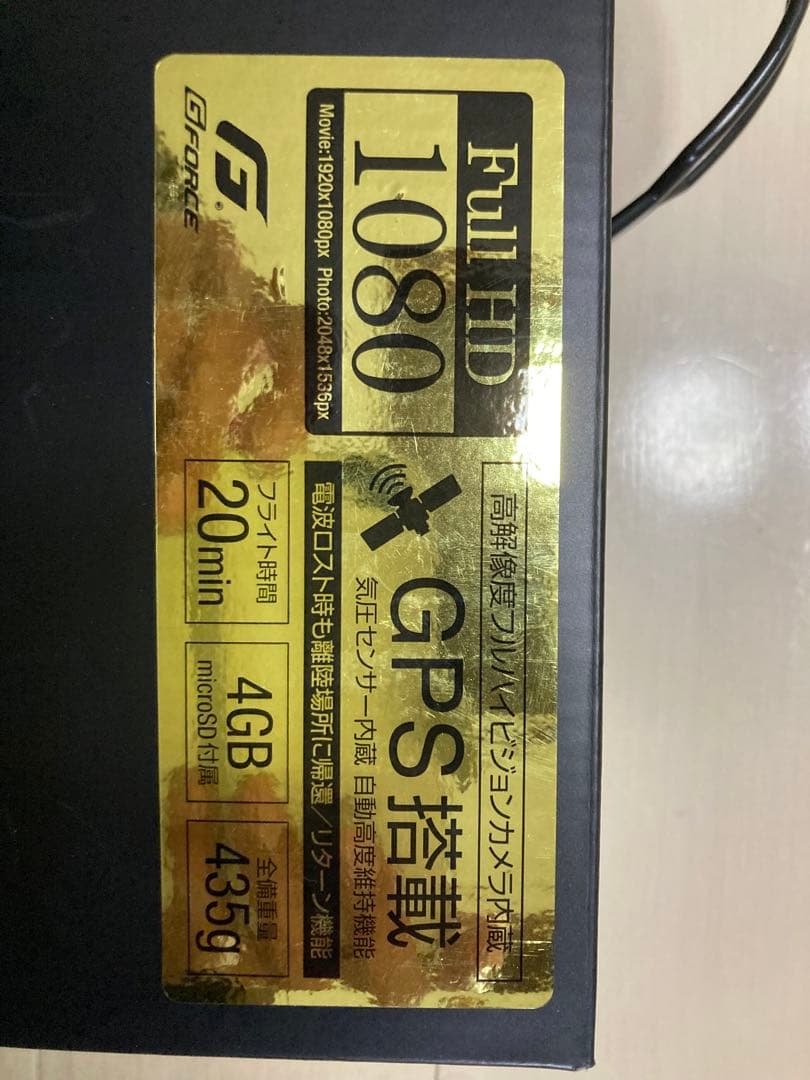 Full HD
1080
Movie:1920x1080px Photo:2048x1536px
G FORCE®
高解像度フルハイビジョンカメラ内蔵
GPS搭載
気圧センサー内蔵 自動高度維持機能
電波ロスト時も離陸場所に帰還/リターン機能
フライト時間
20min
4GB
microSD付属
全備重量
435g